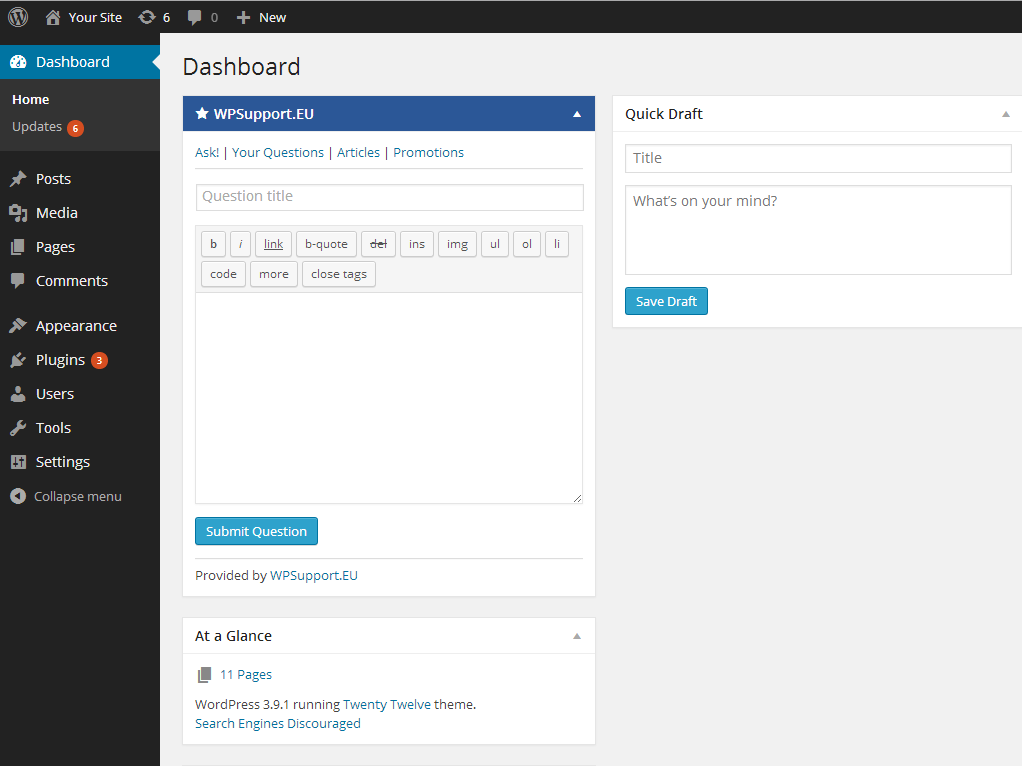 Your Site 6 0 New
Dashboard
Home
Updates 6
Posts
Media
Pages
Comments
Appearance
Plugins 3
Users
Tools
Settings
Collapse menu
Dashboard
WPSupport.EU
Ask! | Your Questions | Articles | Promotions
Question title
b i link b-quote del ins img ul ol li
code more close tags
Submit Question
Provided by WPSupport.EU
At a Glance
11 Pages
WordPress 3.9.1 running Twenty Twelve theme.
Search Engines Discouraged
Quick Draft
Title
What's on your mind?
Save Draft